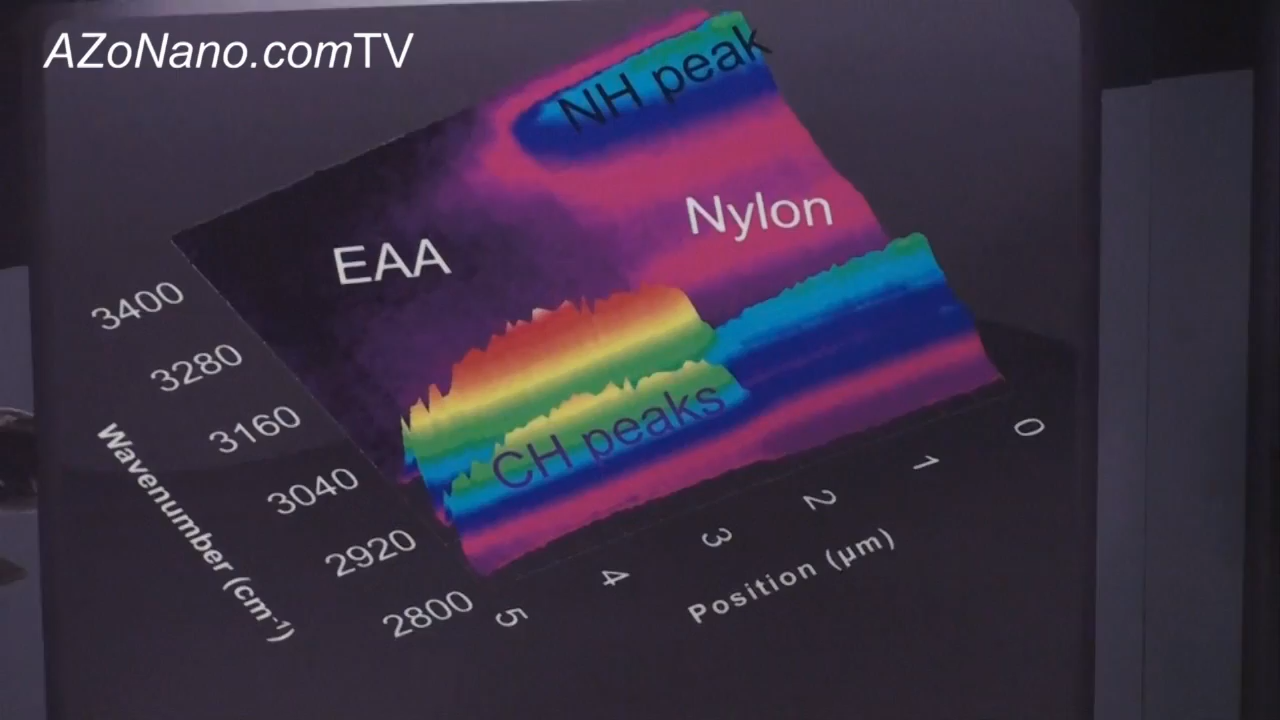 AZoNano.comTV
NH peak
Nylon
EAA
CH peaks
3400
3280
3160
3040
2920
2800
Wavenumber (cm-1)
0
1
2
3
4
5
Position (µm)